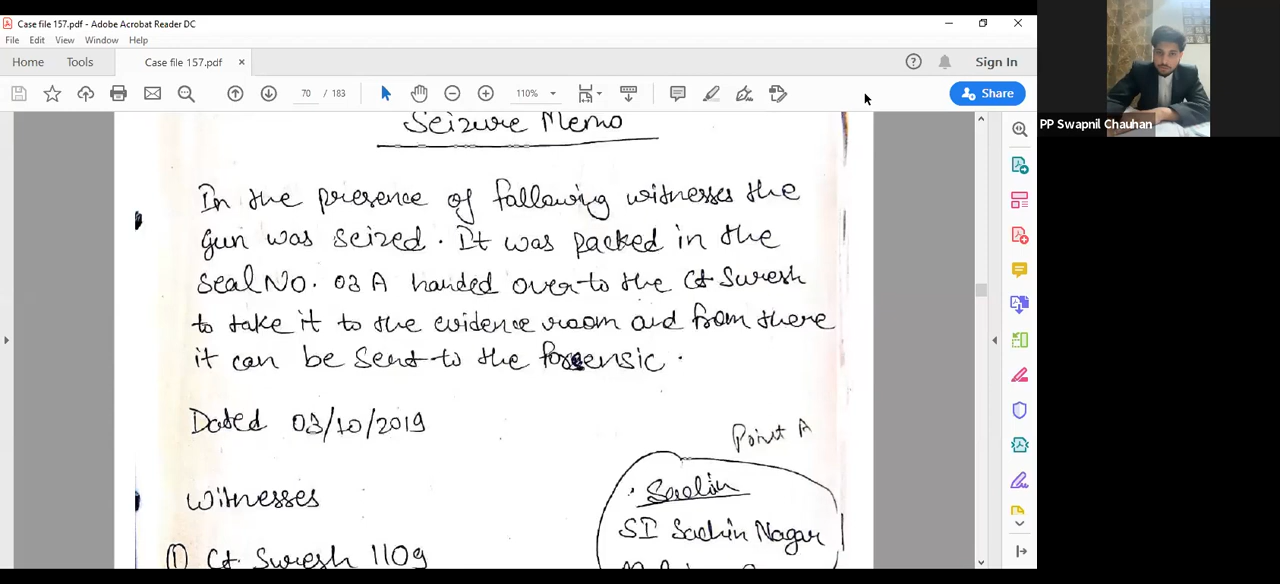 Case file 157.pdf - Adobe Acrobat Reader DC
File Edit View Window Help
Home Tools Case file 157.pdf × Sign In
70 / 183 110% Share
PP Swapnil Chauhan
Seizure Memo
In the presence of following witnesses the
gun was seized. It was packed in the
seal No. 03 A handed over to the Ct Suresh
to take it to the evidence room and from there
it can be sent to the forensic.
Dated 03/10/2019
Point A
Witnesses
Sachin
SI Sachin Nagar
(1) Ct. Suresh 1109